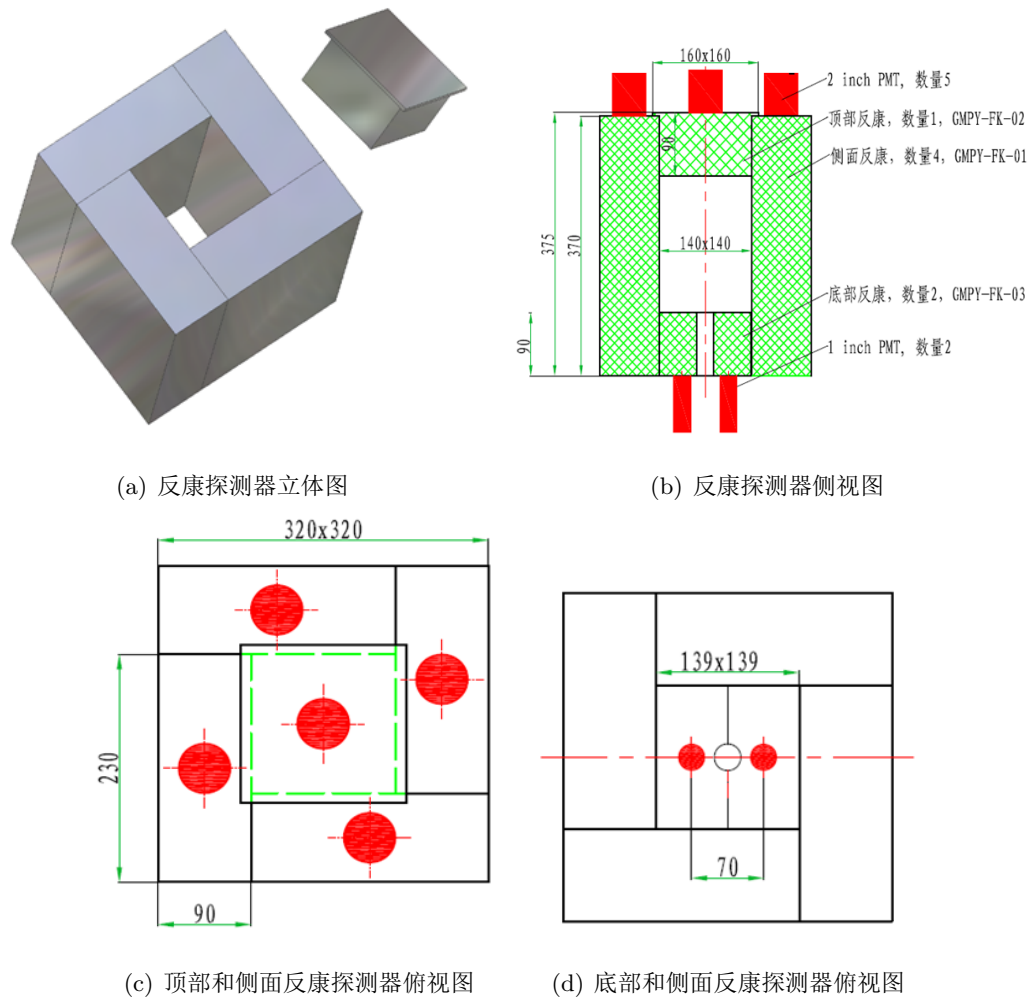 160x160
2 inch PMT, 数量5
顶部反康, 数量1, GMPY-FK-02
侧面反康, 数量4, GMPY-FK-01
90
375
370
140x140
底部反康, 数量2, GMPY-FK-03
90
1 inch PMT, 数量2
(a) 反康探测器立体图
(b) 反康探测器侧视图
320x320
230
90
139x139
70
(c) 顶部和侧面反康探测器俯视图
(d) 底部和侧面反康探测器俯视图